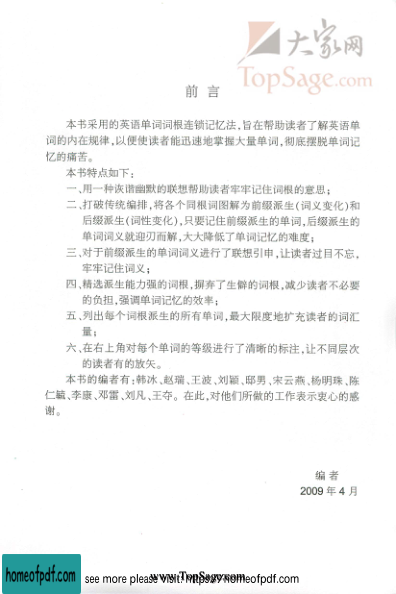 大家网
TopSage.com
前言
本书采用的英语单词词根连锁记忆法,旨在帮助读者了解英语单
词的内在规律,以便使读者能迅速地掌握大量单词,彻底摆脱单词记
忆的痛苦。
本书特点如下:
一、用一种诙谐幽默的联想帮助读者牢牢记住词根的意思;
二、打破传统编排,将各个同根词图解为前缀派生(词义变化)和
后缀派生(词性变化),只要记住前缀派生的单词,后缀派生的
单词词义就迎刃而解,大大降低了单词记忆的难度;
三、对于前缀派生的单词词义进行了联想引申,让读者过目不忘,
牢牢记住词义;
四、精选派生能力强的词根,摒弃了生僻的词根,减少读者不必要
的负担,强调单词记忆的效率;
五、列出每个词根派生的所有单词,最大限度地扩充读者的词汇
量;
六、在右上角对每个单词的等级进行了清晰的标注,让不同层次
的读者有的放矢。
本书的编者有:韩冰、赵瑞、王波、刘颖、邸男、宋云燕、杨明珠、陈
仁毓、李康、邓雷、刘凡、王夺。在此,对他们所做的工作表示衷心的感
谢。
编者
2009年4月
homeofpdf.com
see more please visit: https://homeofpdf.com
www.TopSage.com